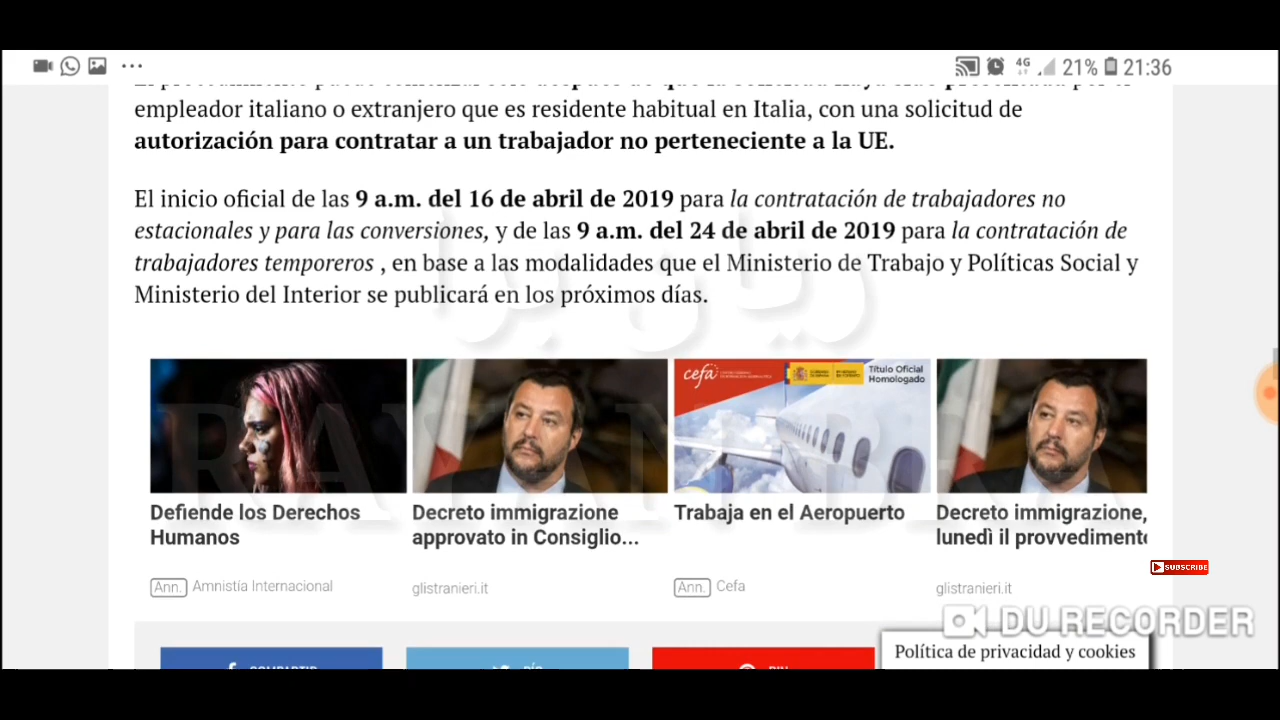 21% 21:36
empleador italiano o extranjero que es residente habitual en Italia, con una solicitud de
autorización para contratar a un trabajador no perteneciente a la UE.
El inicio oficial de las 9 a.m. del 16 de abril de 2019 para la contratación de trabajadores no
estacionales y para las conversiones, y de las 9 a.m. del 24 de abril de 2019 para la contratación de
trabajadores temporeros , en base a las modalidades que el Ministerio de Trabajo y Políticas Social y
Ministerio del Interior se publicará en los próximos días.
ريان برا
RAYAN BRA
cefa
Título Oficial
Homologado
Defiende los Derechos
Humanos
Ann. Amnistía Internacional
Decreto immigrazione
approvato in Consiglio...
glistranieri.it
Trabaja en el Aeropuerto
Ann. Cefa
Decreto immigrazione,
lunedì il provvedimento
glistranieri.it
SUBSCRIBE
DU RECORDER
Política de privacidad y cookies